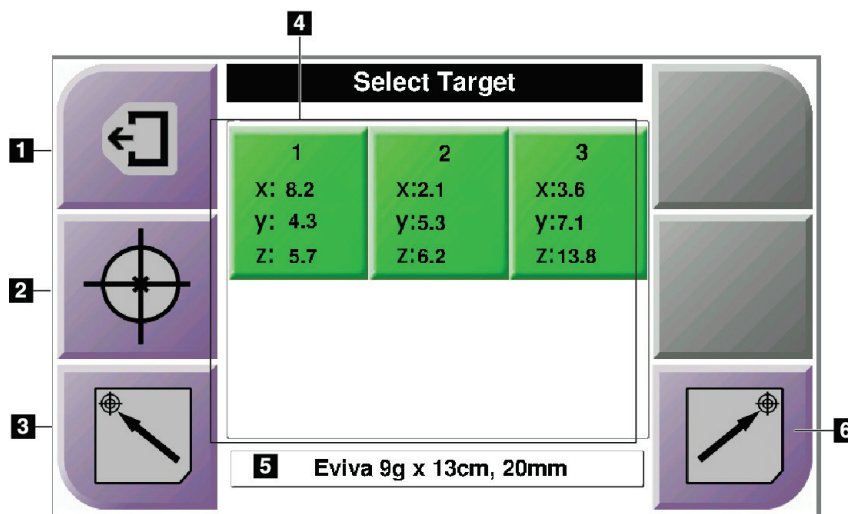 4
Select Target
1
2
3
1
x: 8.2
y: 4.3
z: 5.7
2
x:2.1
y:5.3
z:6.2
3
x:3.6
y:7.1
z:13.8
5 Eviva 9g x 13cm, 20mm
6